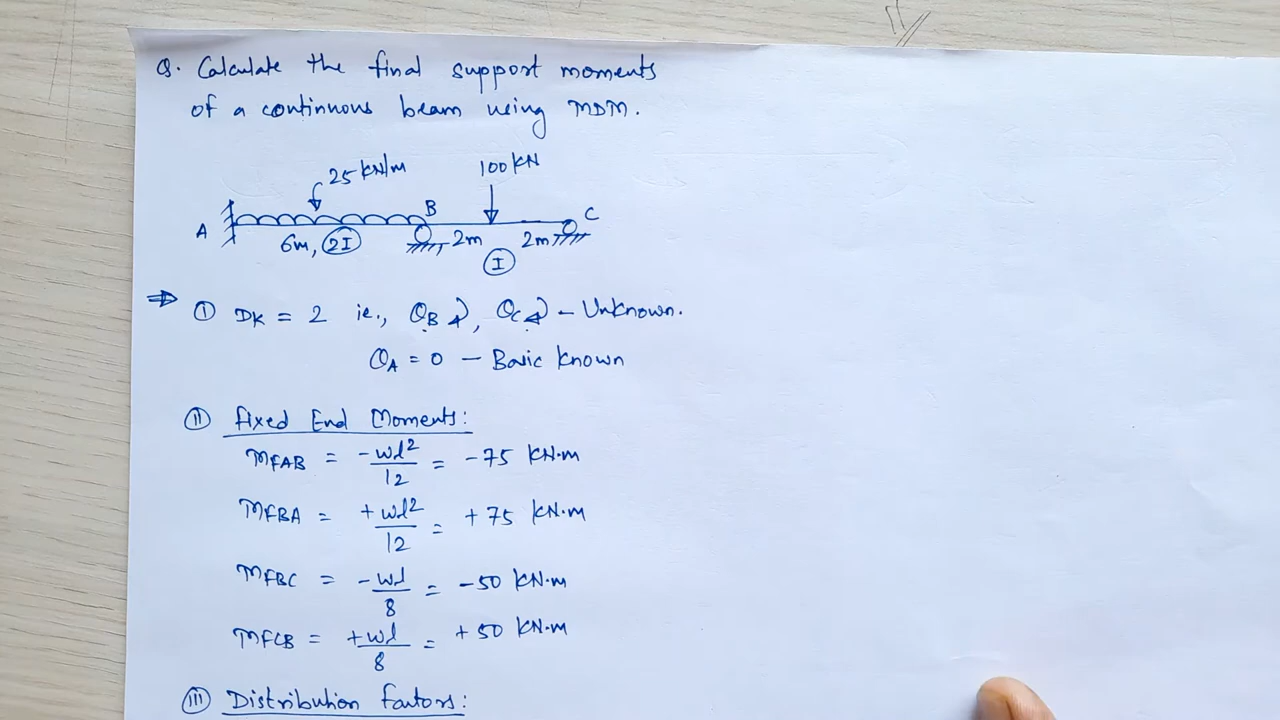 Q. Calculate the final support moments
of a continuous beam using MDM.
25 kN/m
100 kN
A
B
C
6m, 2I
2m
2m
I
⇒ I DK = 2 ie., θB, θC – Unknown.
θA = 0 – Basic known
II Fixed End Moments:
MFAB = -wl²/12 = -75 kN.m
MFBA = +wl²/12 = +75 kN.m
MFBC = -wl/8 = -50 kN.m
MFCB = +wl/8 = +50 kN.m
III Distribution factors: